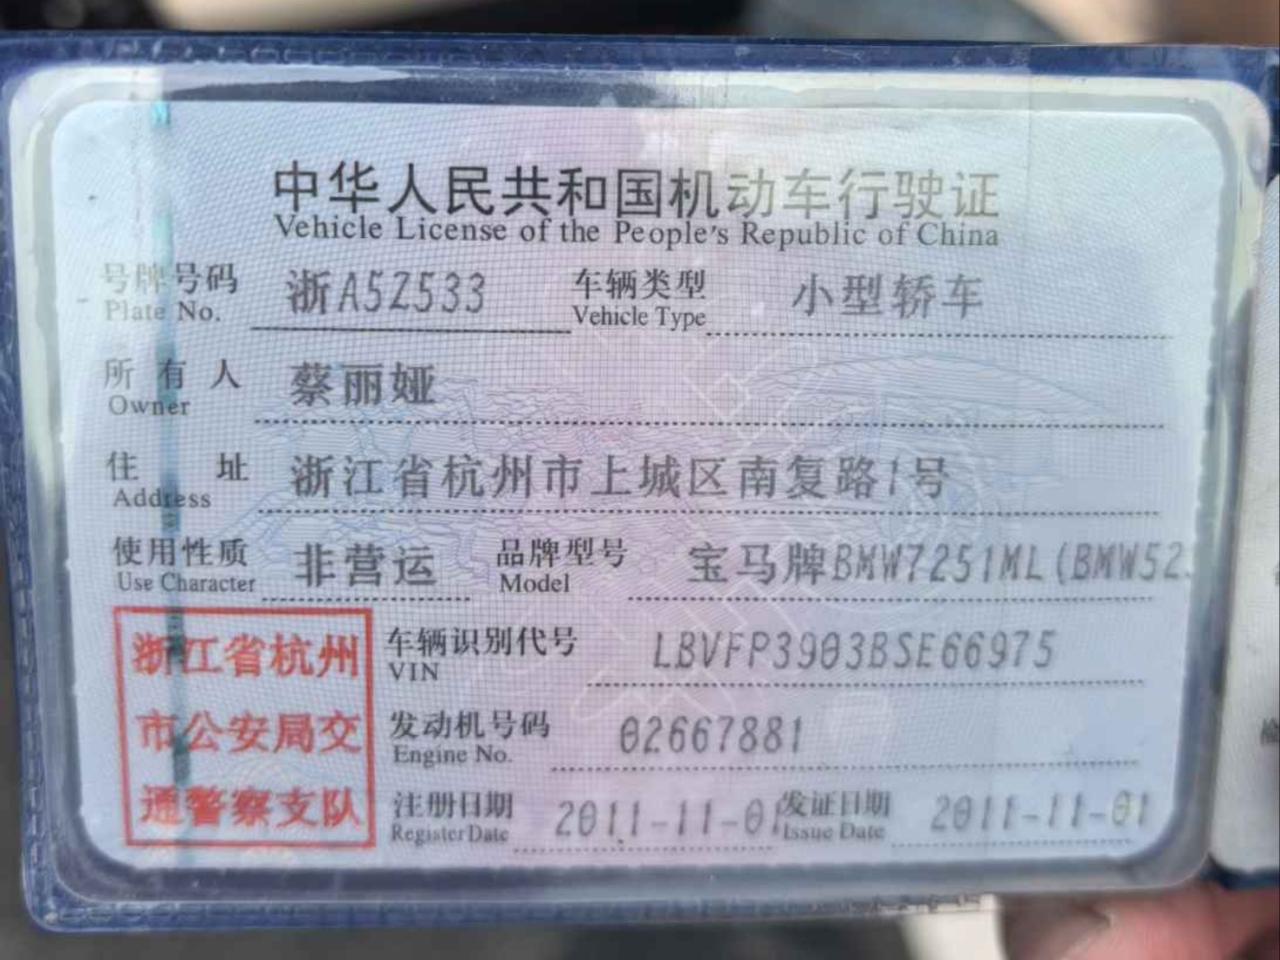 中华人民共和国机动车行驶证
Vehicle License of the People's Republic of China
号牌号码 浙A5Z533 车辆类型 小型轿车
Plate No. Vehicle Type
所有人 蔡丽娅
Owner
住址 浙江省杭州市上城区南复路1号
Address
使用性质 非营运 品牌型号 宝马牌BMW7251ML(BMW52
Use Character Model
浙江省杭州
市公安局交
通警察支队
车辆识别代号 LBVFP3903BSE66975
VIN
发动机号码 02667881
Engine No.
注册日期 2011-11-01 发证日期 2011-11-01
Register Date Issue Date